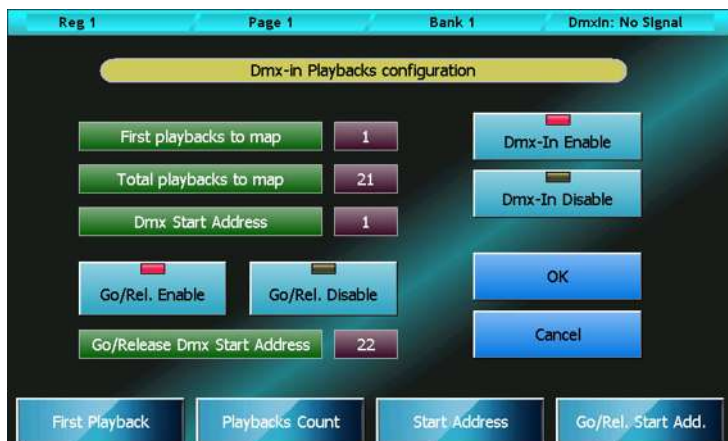 Reg 1 Page 1 Bank 1 DmxIn: No Signal
Dmx-in Playbacks configuration
First playbacks to map 1
Total playbacks to map 21
Dmx Start Address 1
Dmx-In Enable
Dmx-In Disable
Go/Rel. Enable Go/Rel. Disable
Go/Release Dmx Start Address 22
OK
Cancel
First Playback Playbacks Count Start Address Go/Rel. Start Add.